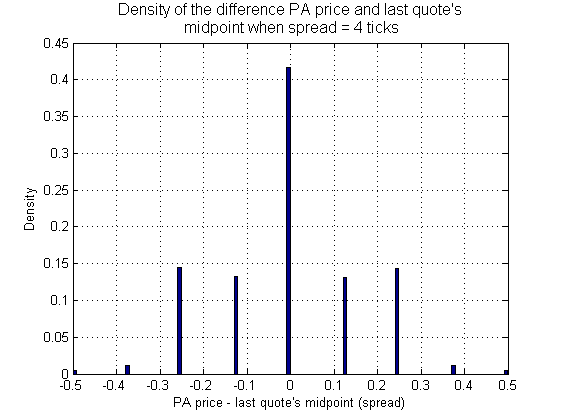 Density of the difference PA price and last quote's
midpoint when spread = 4 ticks
0.45
0.4
0.35
0.3
0.25
0.2
0.15
0.1
0.05
0
Density
-0.5 -0.4 -0.3 -0.2 -0.1 0 0.1 0.2 0.3 0.4 0.5
PA price - last quote's midpoint (spread)